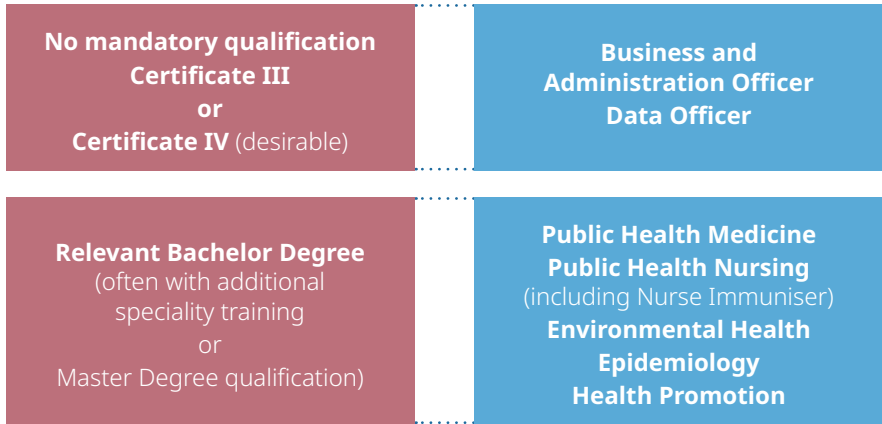 No mandatory qualification
Certificate III
or
Certificate IV (desirable)
Business and
Administration Officer
Data Officer
Relevant Bachelor Degree
(often with additional
speciality training
or
Master Degree qualification)
Public Health Medicine
Public Health Nursing
(including Nurse Immuniser)
Environmental Health
Epidemiology
Health Promotion